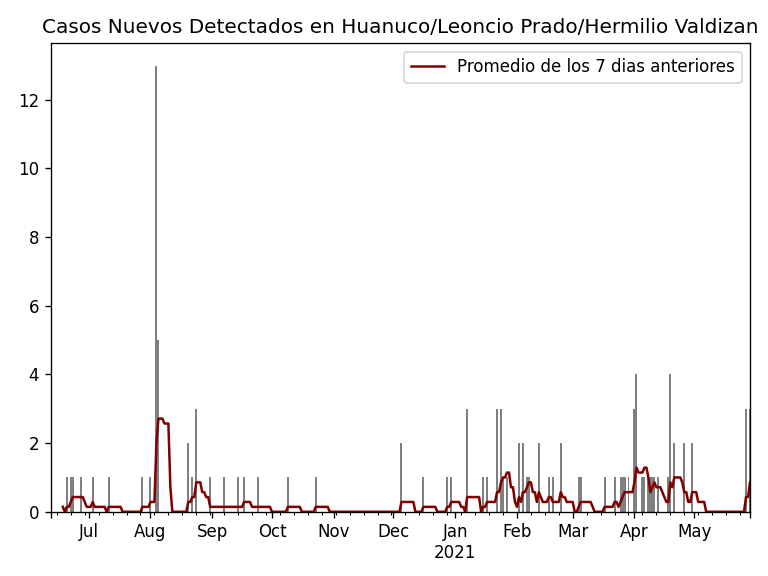 Casos Nuevos Detectados en Huanuco/Leoncio Prado/Hermilio Valdizan
Promedio de los 7 dias anteriores
12
10
8
6
4
2
0
Jul Aug Sep Oct Nov Dec Jan Feb Mar Apr May
2021